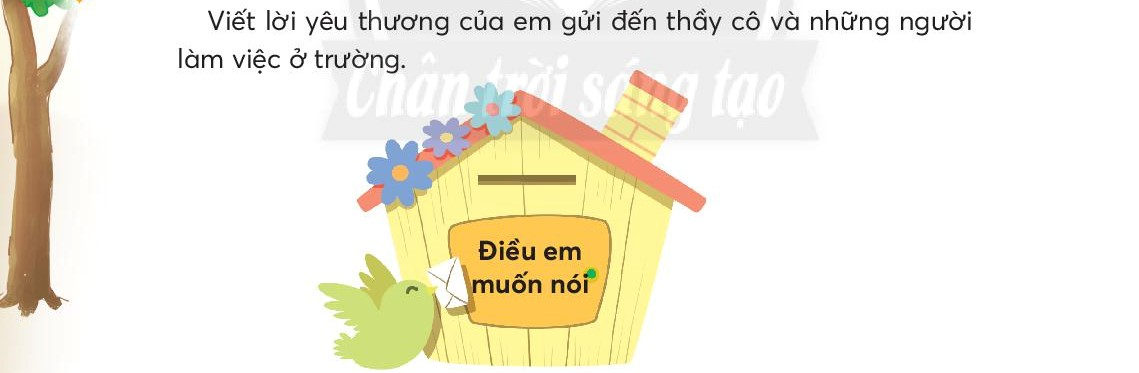 Viết lời yêu thương của em gửi đến thầy cô và những người
làm việc ở trường.
Chân trời sáng tạo
Điều em
muốn nói